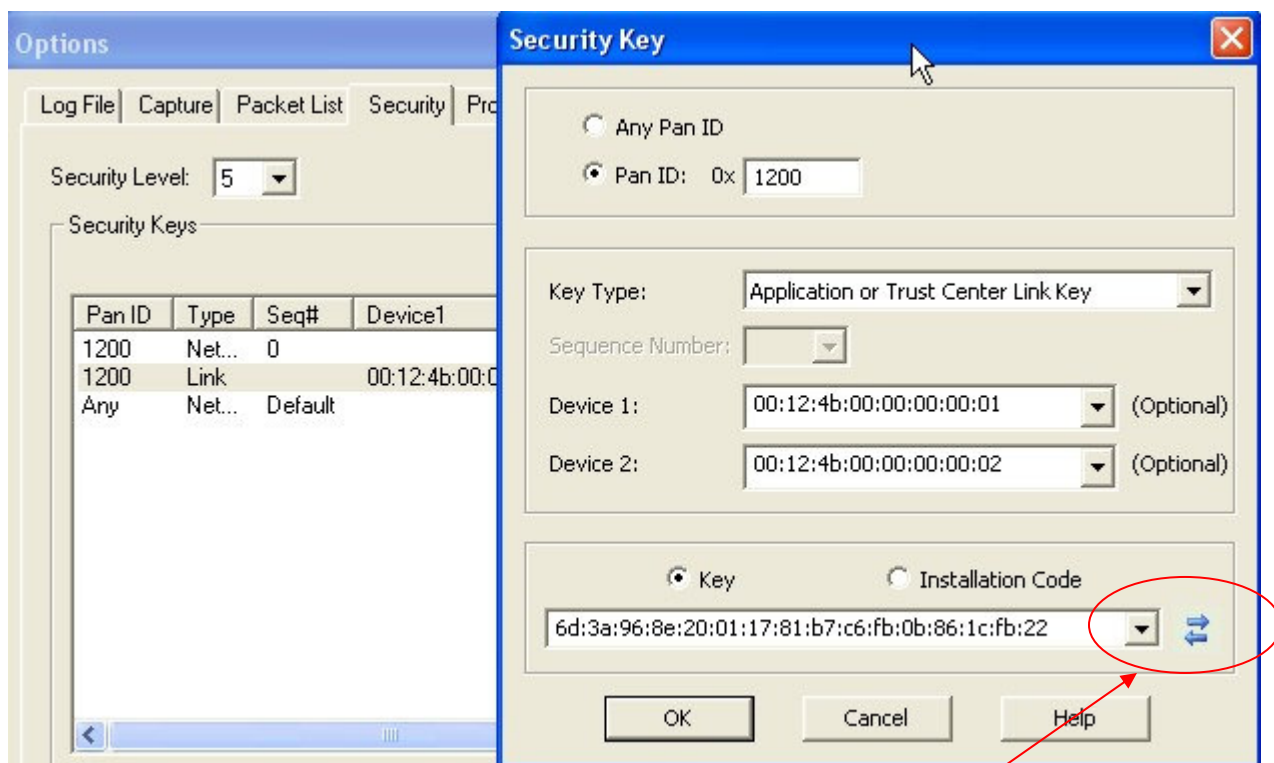 Options
Log File Capture Packet List Security
Security Level: 5
Security Keys
Pan ID Type Seq# Device1
1200 Net... 0
1200 Link 00:12:4b:00:
Any Net... Default
Security Key
Any Pan ID
Pan ID: 0x 1200
Key Type: Application or Trust Center Link Key
Sequence Number:
Device 1: 00:12:4b:00:00:00:00:01 (Optional)
Device 2: 00:12:4b:00:00:00:00:02 (Optional)
Key Installation Code
6d:3a:96:8e:20:01:17:81:b7:c6:fb:0b:86:1c:fb:22
OK Cancel Help